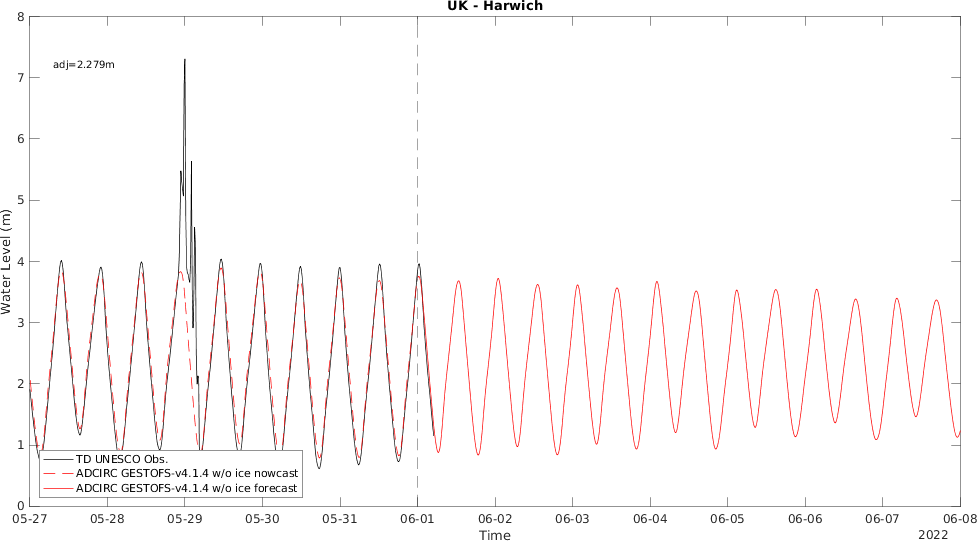 UK - Harwich
8
7
6
5
4
3
2
1
0
Water Level (m)
adj=2.279m
TD UNESCO Obs.
ADCIRC GESTOFS-v4.1.4 w/o ice nowcast
ADCIRC GESTOFS-v4.1.4 w/o ice forecast
05-27 05-28 05-29 05-30 05-31 06-01 06-02 06-03 06-04 06-05 06-06 06-07 06-08
Time
2022